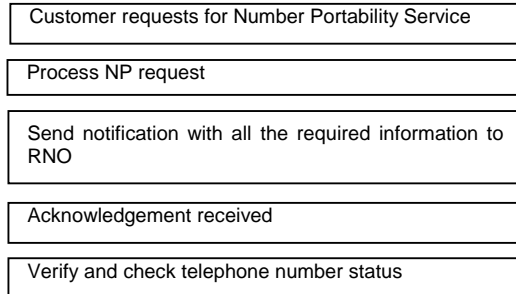 Customer requests for Number Portability Service
Process NP request
Send notification with all the required information to
RNO
Acknowledgement received
Verify and check telephone number status